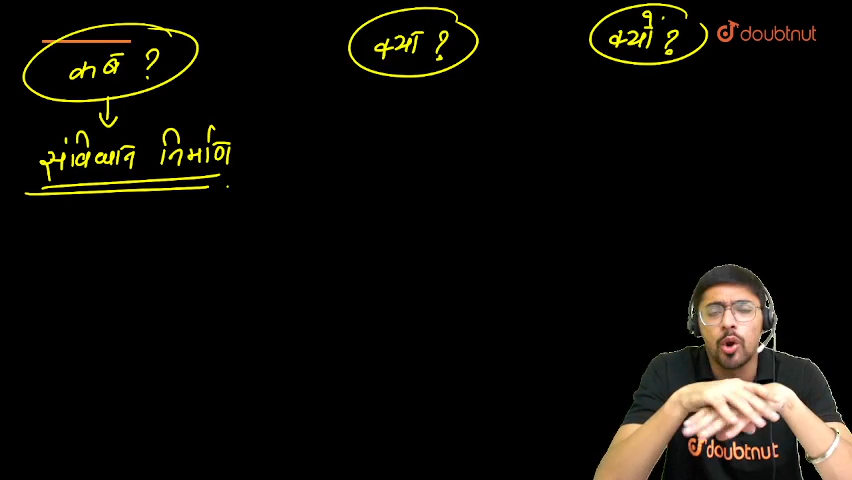 कब ?
क्या ?
क्यों ?
doubtnut
संविधान निर्माण
doubtnut